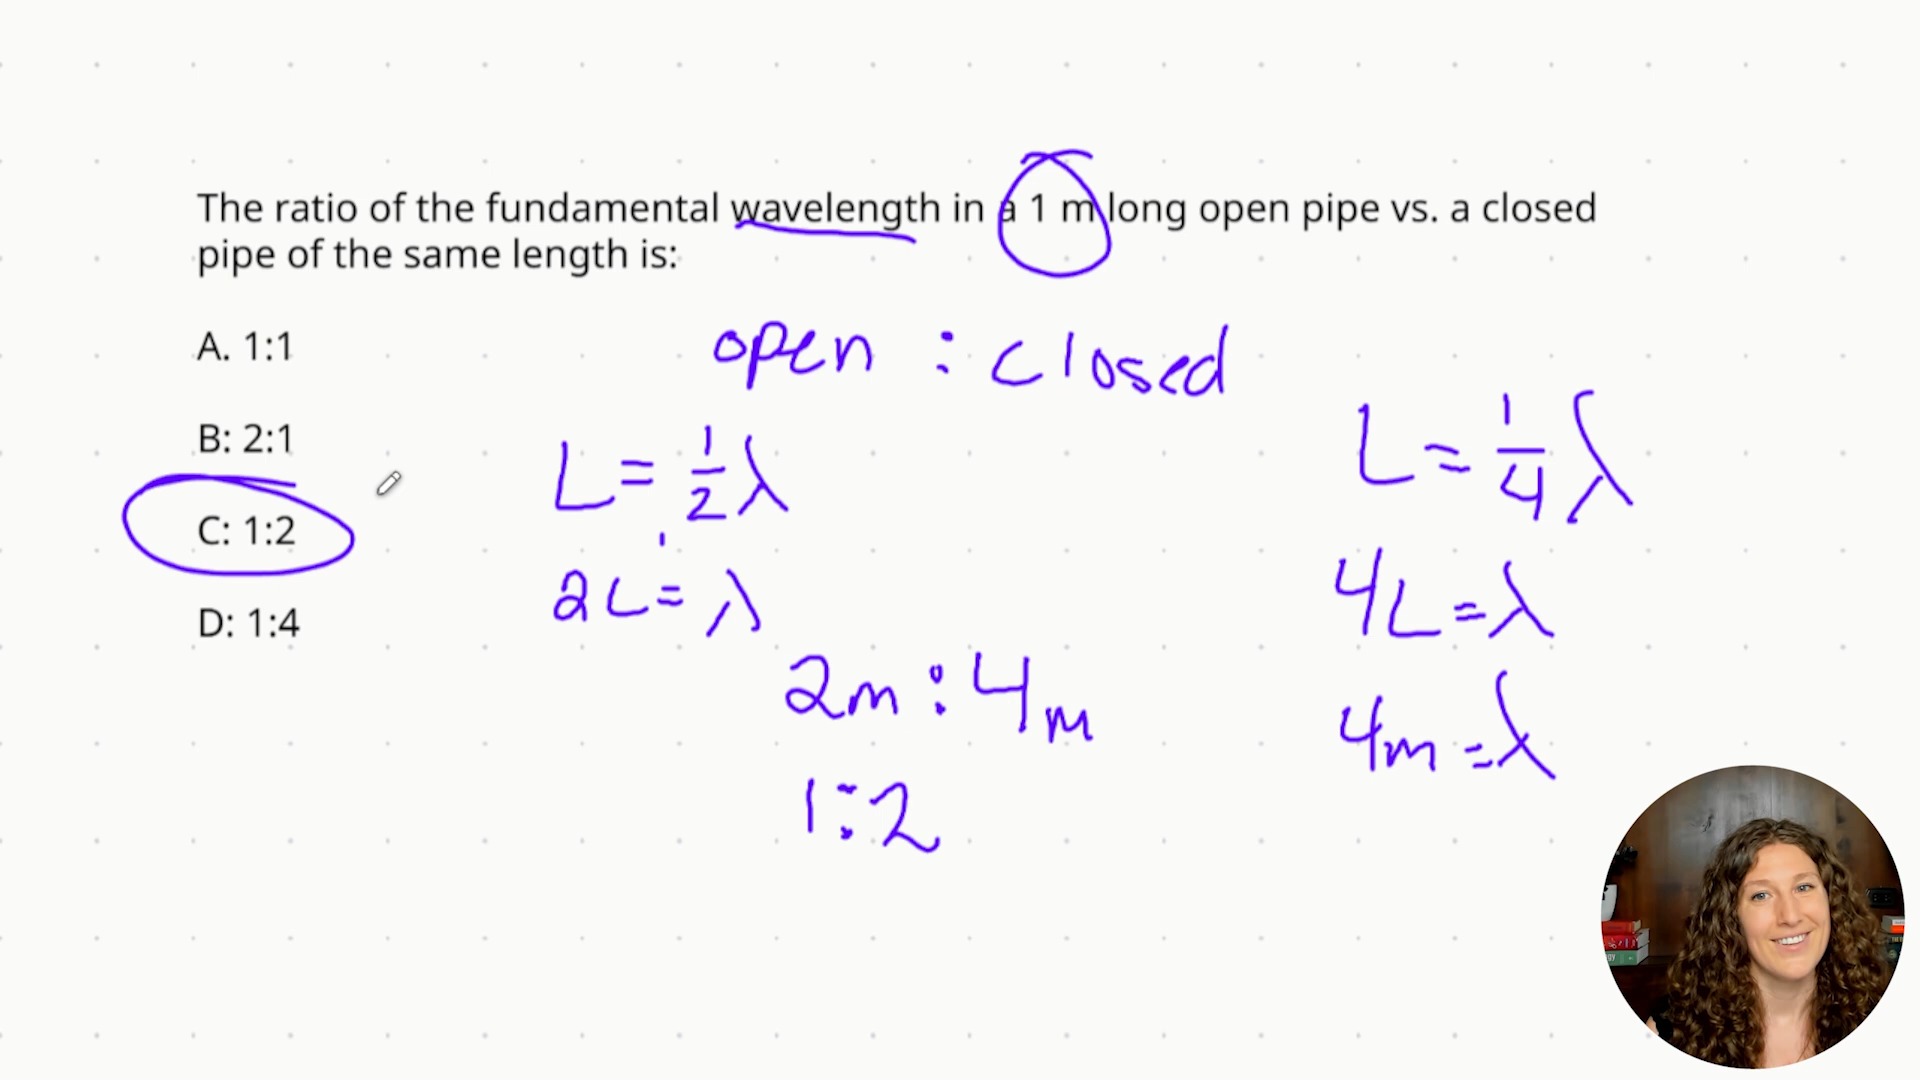 The ratio of the fundamental wavelength in a 1 m long open pipe vs. a closed
pipe of the same length is:
A. 1:1
B: 2:1
C: 1:2
D: 1:4
open : closed
L = 1/2 λ
2L = λ
L = 1/4 λ
4L = λ
4m = λ
2m : 4m
1:2